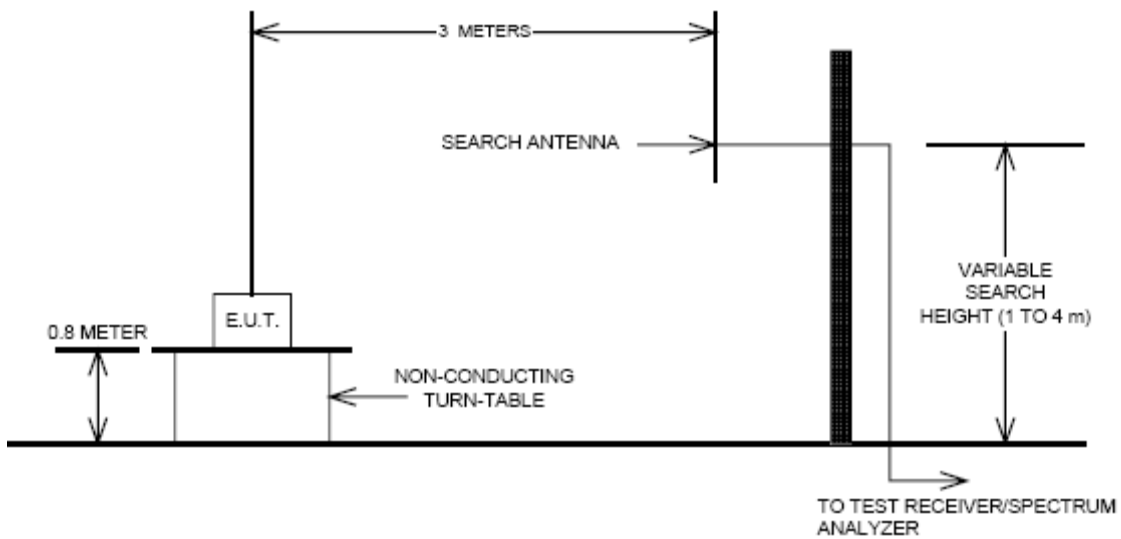 3 METERS
SEARCH ANTENNA
VARIABLE
SEARCH
HEIGHT (1 TO 4 m)
E.U.T.
0.8 METER
NON-CONDUCTING
TURN-TABLE
TO TEST RECEIVER/SPECTRUM
ANALYZER